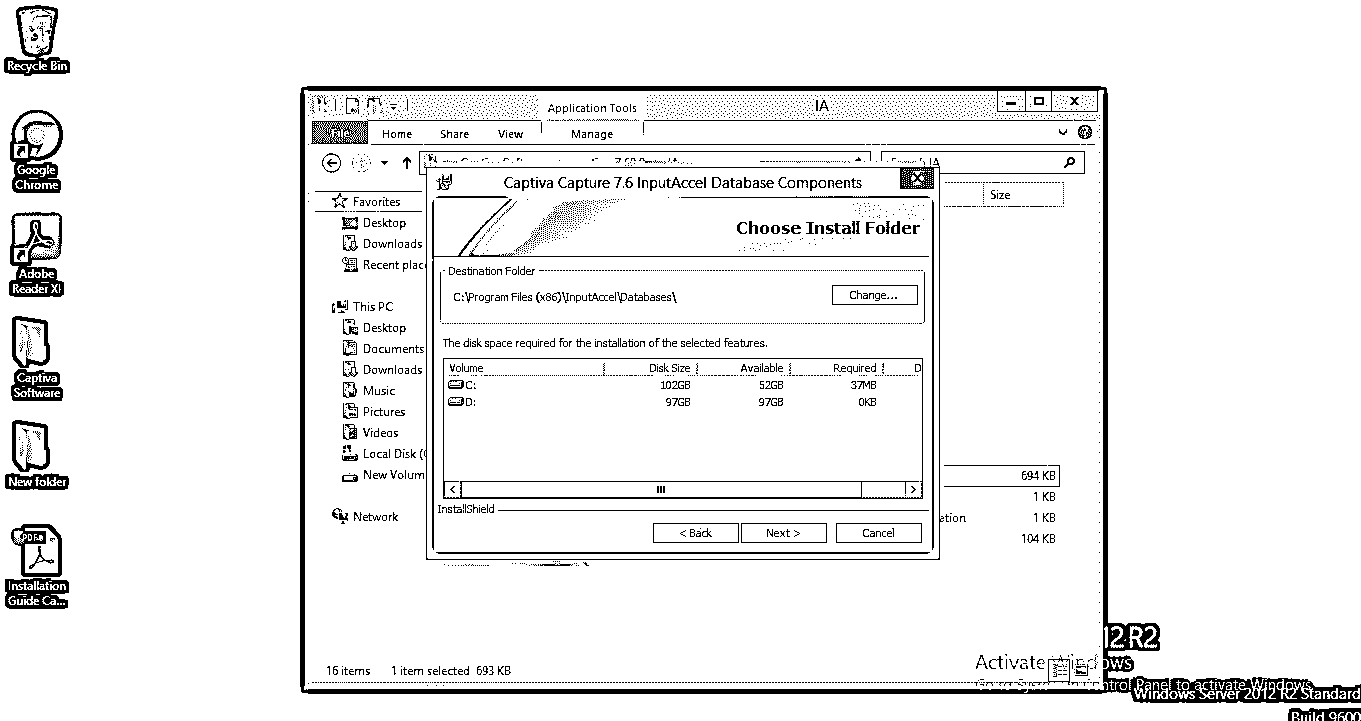 Recycle Bin
Google
Chrome
Adobe
Reader XI
Captiva
Software
New folder
Installation
Guide Ca...
Application Tools
IA
File
Home
Share
View
Manage
Size
Favorites
Desktop
Downloads
Recent plac
This PC
Desktop
Documents
Downloads
Music
Pictures
Videos
Local Disk (C
New Volum
Network
694 KB
1 KB
ation 1 KB
104 KB
16 items 1 item selected 693 KB
Captiva Capture 7.6 InputAccel Database Components
Choose Install Folder
Destination Folder
C:\Program Files (x86)\InputAccel\Databases\
Change...
The disk space required for the installation of the selected features.
Volume Disk Size Available Required D
C: 102GB 52GB 37MB
D: 97GB 97GB 0KB
InstallShield
< Back Next > Cancel
12 R2
Activate Windows
Control Panel to activate Windows.
Windows Server 2012 R2 Standard
Build 9600